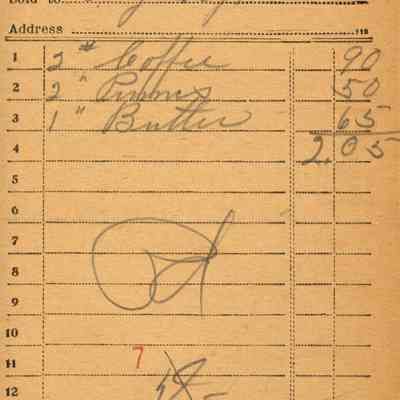 Sold to
Address 19
1 2 # Coffee 90
2 2 " Prunes 50
3 1 " Butter 65
4 2.05
5
6
7
8
9
10
11 7
12